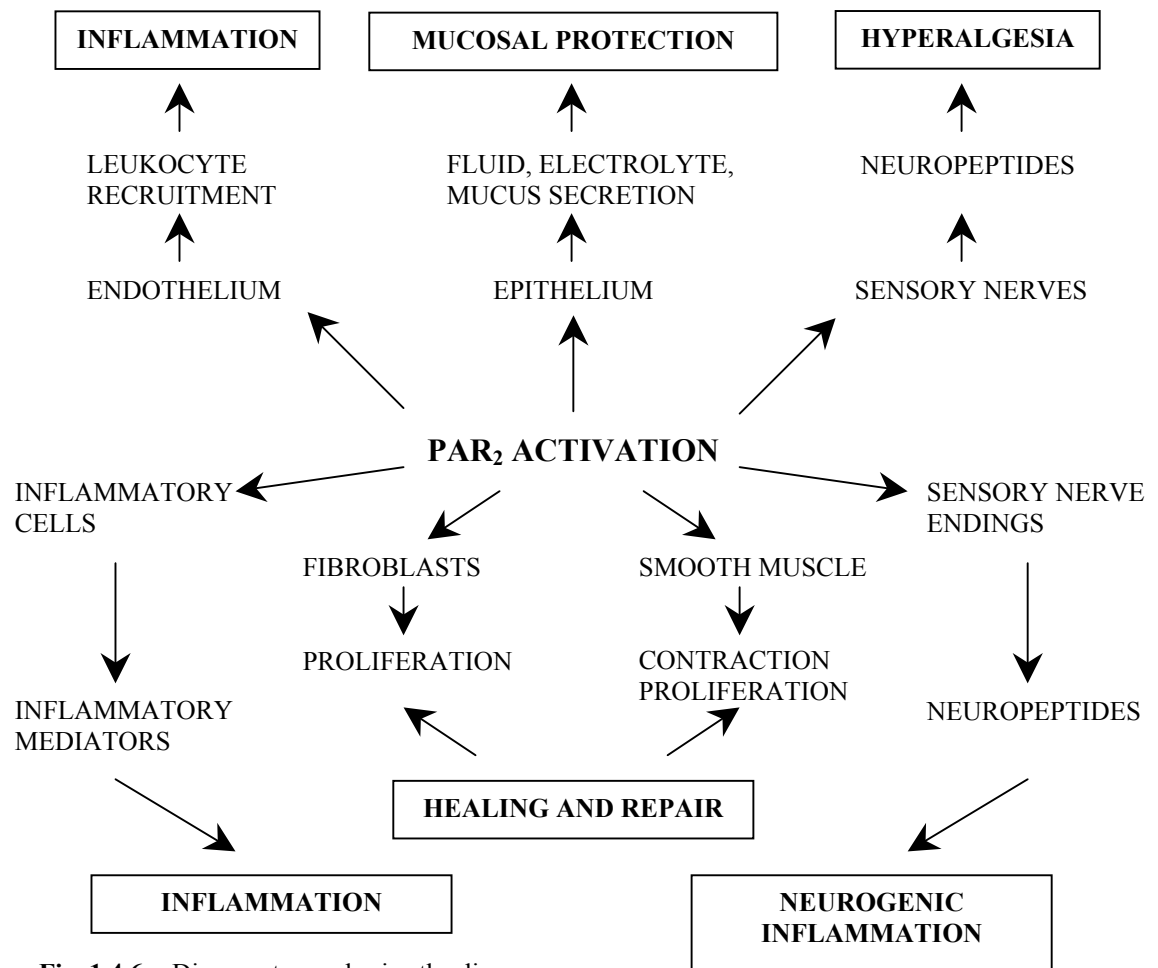 INFLAMMATION
MUCOSAL PROTECTION
HYPERALGESIA
LEUKOCYTE
RECRUITMENT
FLUID, ELECTROLYTE,
MUCUS SECRETION
NEUROPEPTIDES
ENDOTHELIUM
EPITHELIUM
SENSORY NERVES
PAR₂ ACTIVATION
INFLAMMATORY
CELLS
SENSORY NERVE
ENDINGS
FIBROBLASTS
SMOOTH MUSCLE
PROLIFERATION
CONTRACTION
PROLIFERATION
INFLAMMATORY
MEDIATORS
NEUROPEPTIDES
HEALING AND REPAIR
INFLAMMATION
NEUROGENIC
INFLAMMATION